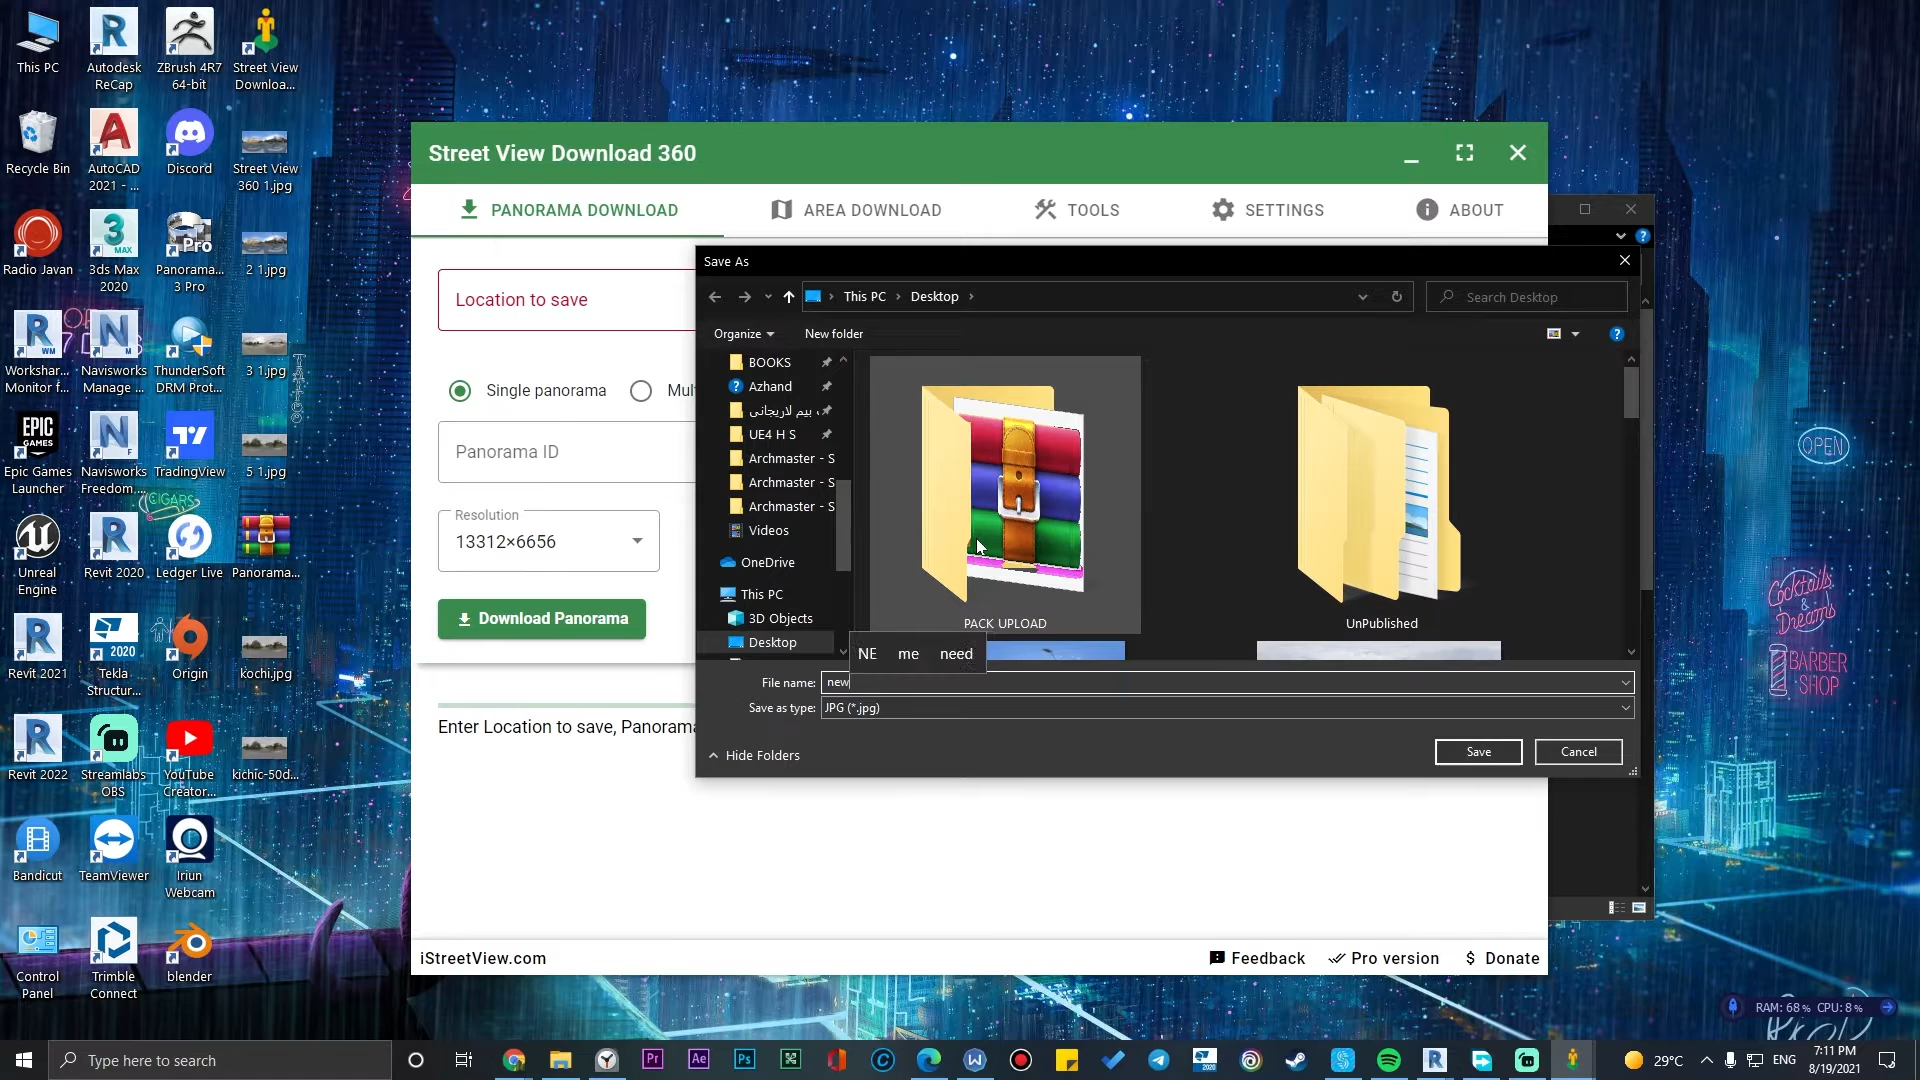 This PC
Autodesk ReCap
ZBrush 4R7 64-bit
Street View Downloa...
Recycle Bin
AutoCAD 2021 - ...
Discord
Street View 360 1.jpg
Radio Javan
3ds Max 2020
Panorama... 3 Pro
2 1.jpg
Workshar... Monitor f...
Navisworks Manage ...
ThunderSoft DRM Prot...
3 1.jpg
Epic Games Launcher
Navisworks Freedom...
TradingView
5 1.jpg
Unreal Engine
Revit 2020
Ledger Live
Panorama...
Revit 2021
Tekla Structur...
Origin
kochi.jpg
Revit 2022
Streamlabs OBS
YouTube Creator...
kichic-50d...
Bandicut
TeamViewer
Iriun Webcam
Control Panel
Trimble Connect
blender
Street View Download 360
PANORAMA DOWNLOAD
AREA DOWNLOAD
TOOLS
SETTINGS
ABOUT
Location to save
Single panorama
Mul
Panorama ID
Resolution
13312×6656
Download Panorama
Enter Location to save, Panorama
iStreetView.com
Feedback
Pro version
$ Donate
Save As
This PC
Desktop
Search Desktop
Organize
New folder
BOOKS
Azhand
بیم لاریجانی
UE4 H S
Archmaster - S
Archmaster - S
Archmaster - S
Videos
OneDrive
This PC
3D Objects
Desktop
PACK UPLOAD
UnPublished
NE me need
File name: new
Save as type: JPG (*.jpg)
Hide Folders
Save
Cancel
CIGARS
TATTOO
OPEN
Cocktails & Dreams
BARBER SHOP
RAM: 68% CPU: 8%
Type here to search
29°C
ENG
7:11 PM
8/19/2021